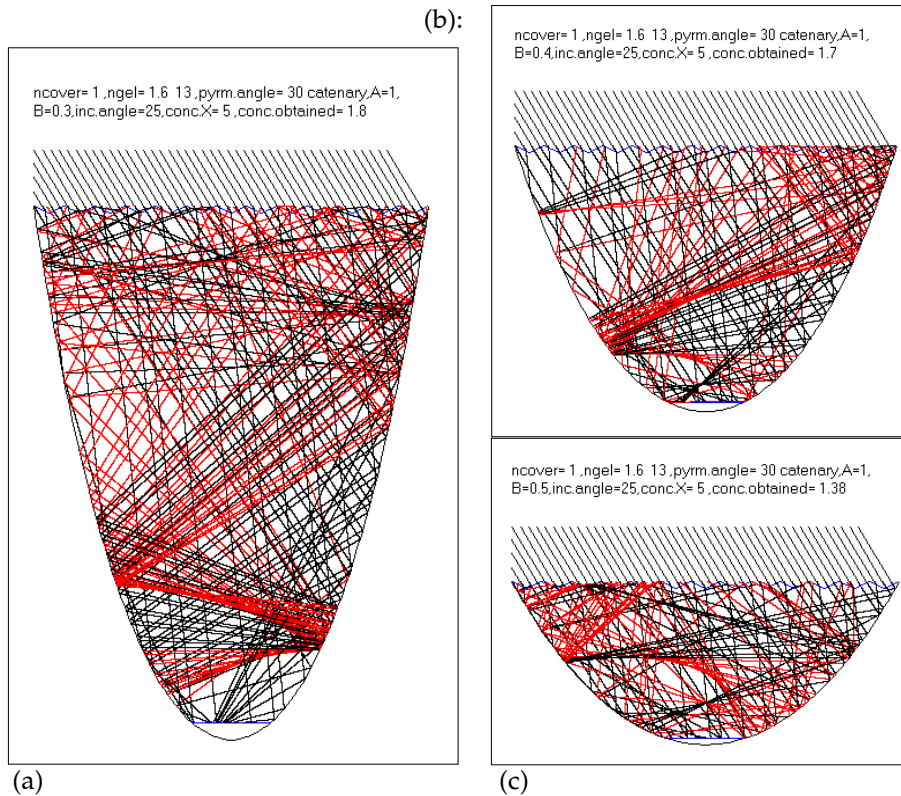 (b):
ncover= 1 ,ngel= 1.6 13 ,pyrm.angle= 30 catenary,A=1,
B=0.3,inc.angle=25,conc.X= 5 ,conc.obtained= 1.8
ncover= 1 ,ngel= 1.6 13 ,pyrm.angle= 30 catenary,A=1,
B=0.4,inc.angle=25,conc.X= 5 ,conc.obtained= 1.7
ncover= 1 ,ngel= 1.6 13 ,pyrm.angle= 30 catenary,A=1,
B=0.5,inc.angle=25,conc.X= 5 ,conc.obtained= 1.38
(a)
(c)